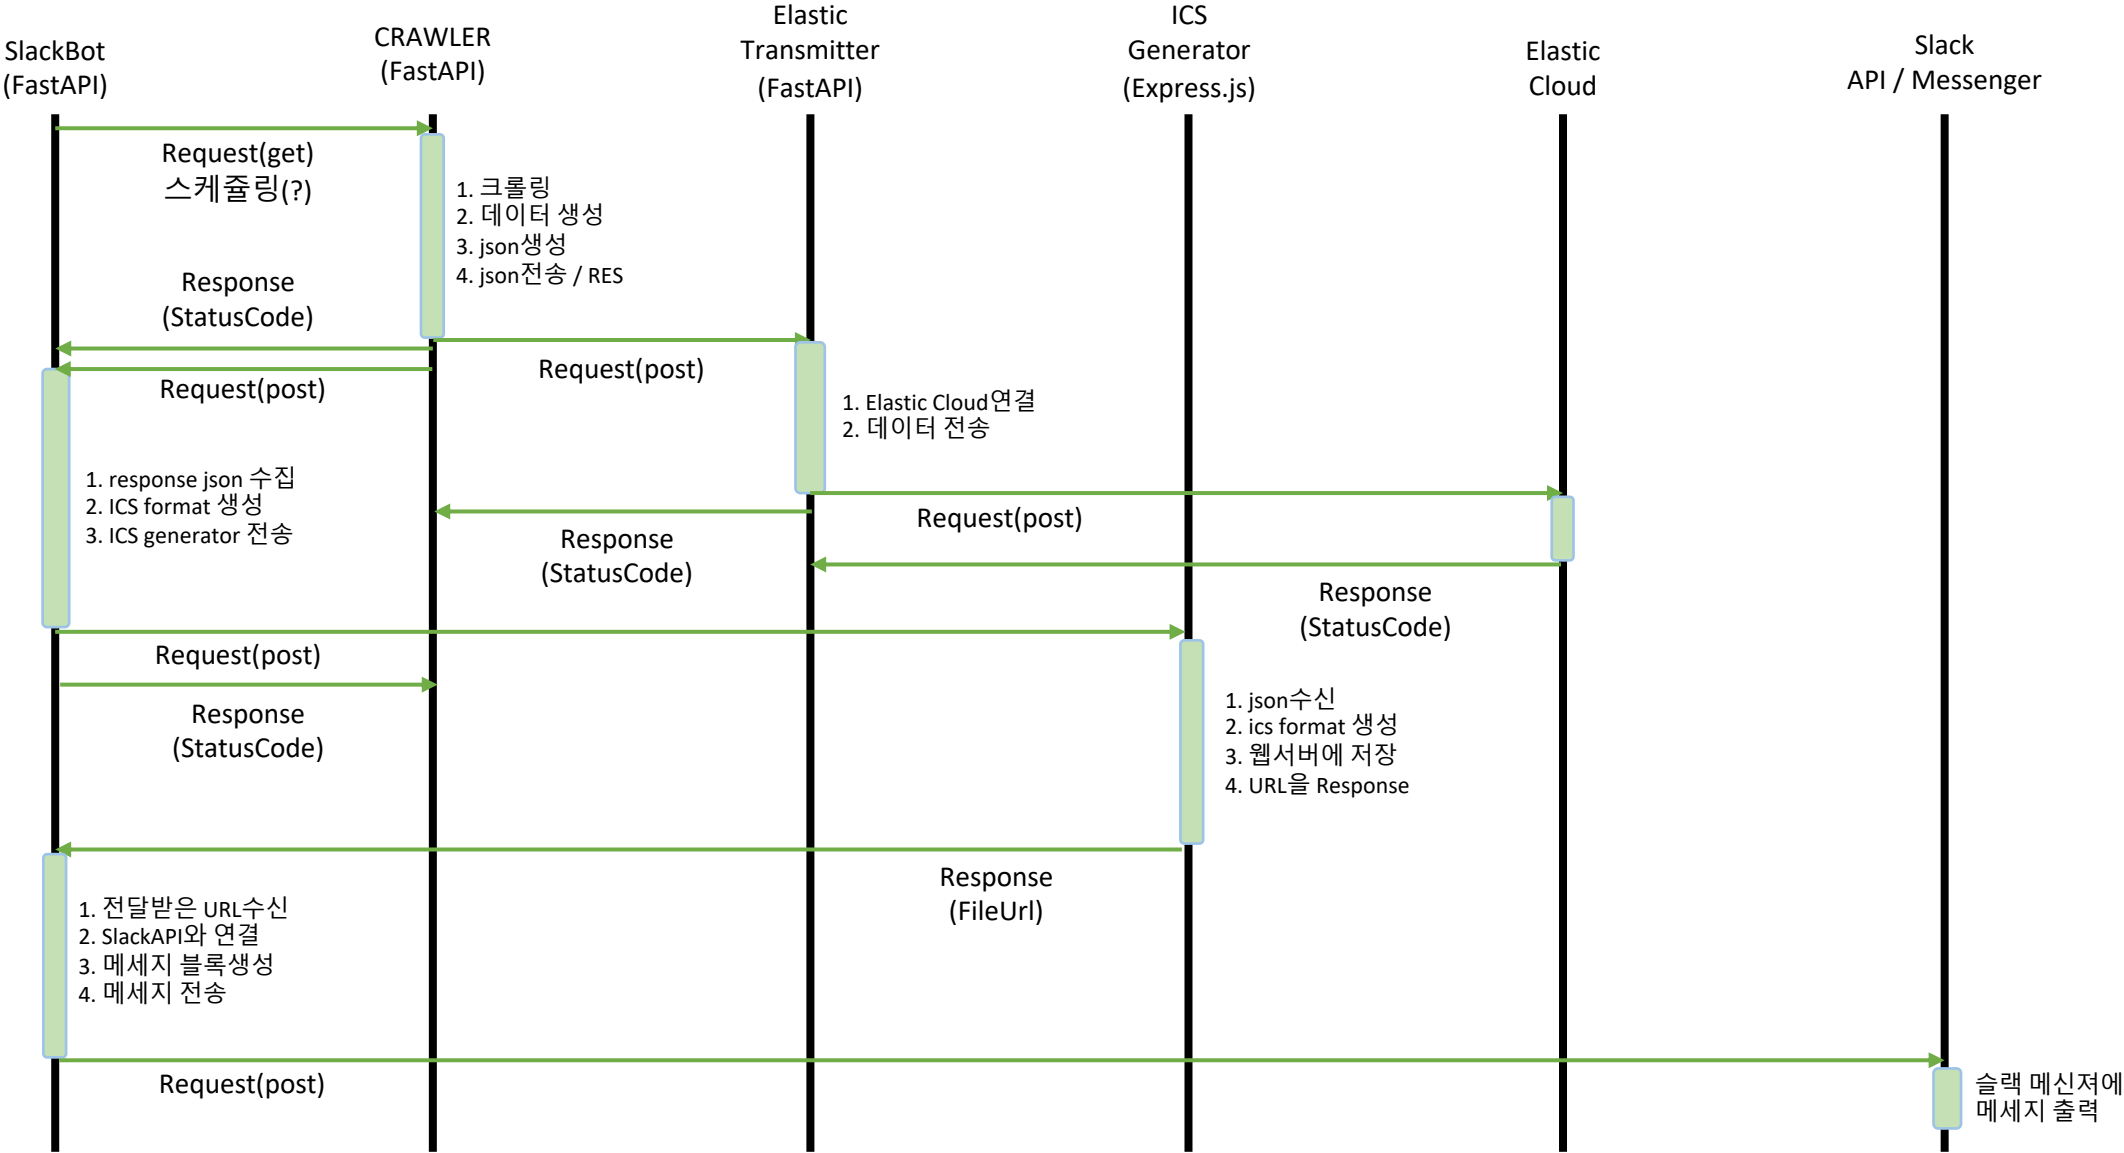 SlackBot
(FastAPI)
CRAWLER
(FastAPI)
Elastic
Transmitter
(FastAPI)
ICS
Generator
(Express.js)
Elastic
Cloud
Slack
API / Messenger
Request(get)
스케쥴링(?)
1. 크롤링
2. 데이터 생성
3. json생성
4. json전송 / RES
Response
(StatusCode)
Request(post)
Request(post)
1. Elastic Cloud연결
2. 데이터 전송
1. response json 수집
2. ICS format 생성
3. ICS generator 전송
Request(post)
Response
(StatusCode)
Response
(StatusCode)
Request(post)
Response
(StatusCode)
1. json수신
2. ics format 생성
3. 웹서버에 저장
4. URL을 Response
Response
(FileUrl)
1. 전달받은 URL수신
2. SlackAPI와 연결
3. 메세지 블록생성
4. 메세지 전송
Request(post)
슬랙 메신져에
메세지 출력